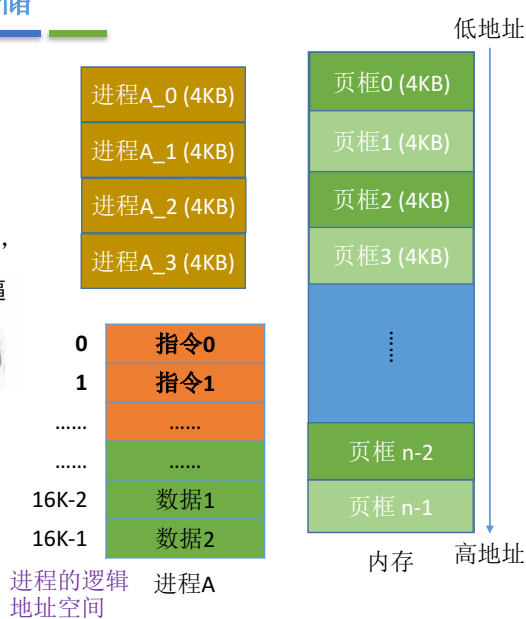 储
低地址
进程A_0 (4KB)
进程A_1 (4KB)
进程A_2 (4KB)
进程A_3 (4KB)
,
0 指令0
1 指令1
...... ......
...... ......
16K-2 数据1
16K-1 数据2
进程的逻辑
地址空间
进程A
页框0 (4KB)
页框1 (4KB)
页框2 (4KB)
页框3 (4KB)
......
页框 n-2
页框 n-1
内存
高地址